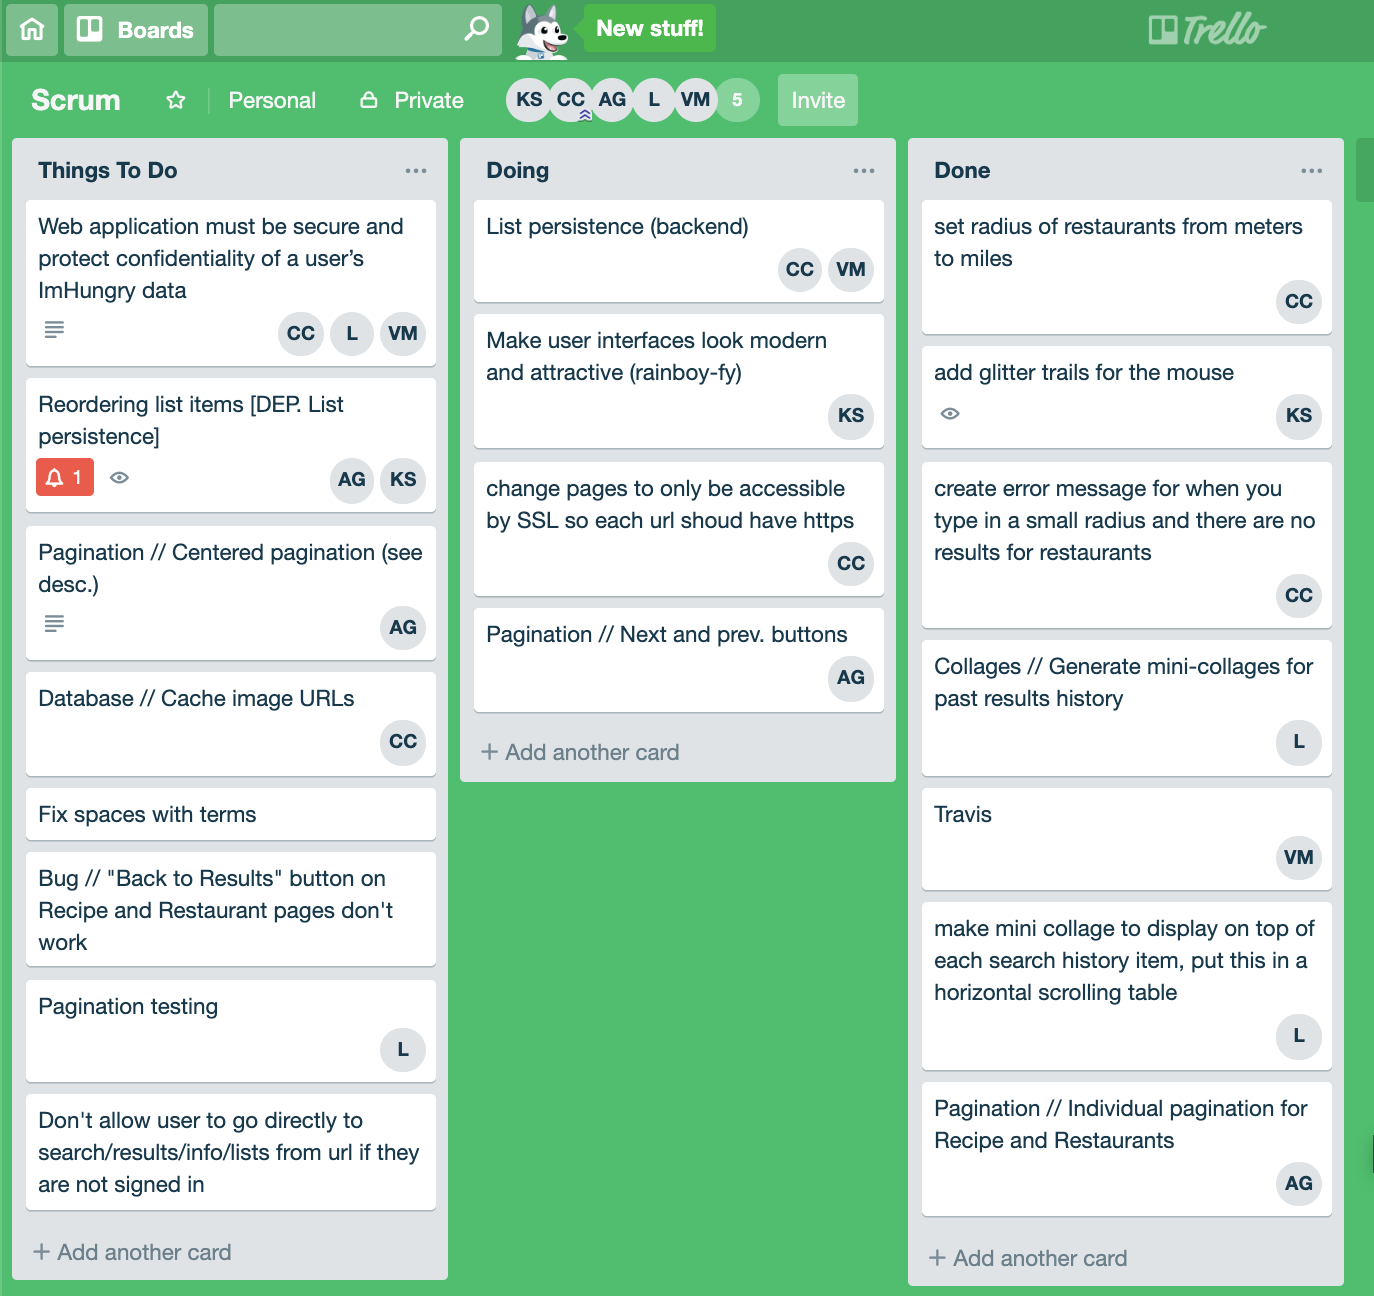 Boards
New stuff!
Trello
Scrum
Personal
Private
KS CC AG L VM 5
Invite
Things To Do
Web application must be secure and
protect confidentiality of a user’s
ImHungry data
CC L VM
Reordering list items [DEP. List
persistence]
1
AG KS
Pagination // Centered pagination (see
desc.)
AG
Database // Cache image URLs
CC
Fix spaces with terms
Bug // "Back to Results" button on
Recipe and Restaurant pages don't
work
Pagination testing
L
Don't allow user to go directly to
search/results/info/lists from url if they
are not signed in
+ Add another card
Doing
List persistence (backend)
CC VM
Make user interfaces look modern
and attractive (rainboy-fy)
KS
change pages to only be accessible
by SSL so each url shoud have https
CC
Pagination // Next and prev. buttons
AG
+ Add another card
Done
set radius of restaurants from meters
to miles
CC
add glitter trails for the mouse
KS
create error message for when you
type in a small radius and there are no
results for restaurants
CC
Collages // Generate mini-collages for
past results history
L
Travis
VM
make mini collage to display on top of
each search history item, put this in a
horizontal scrolling table
L
Pagination // Individual pagination for
Recipe and Restaurants
AG
+ Add another card